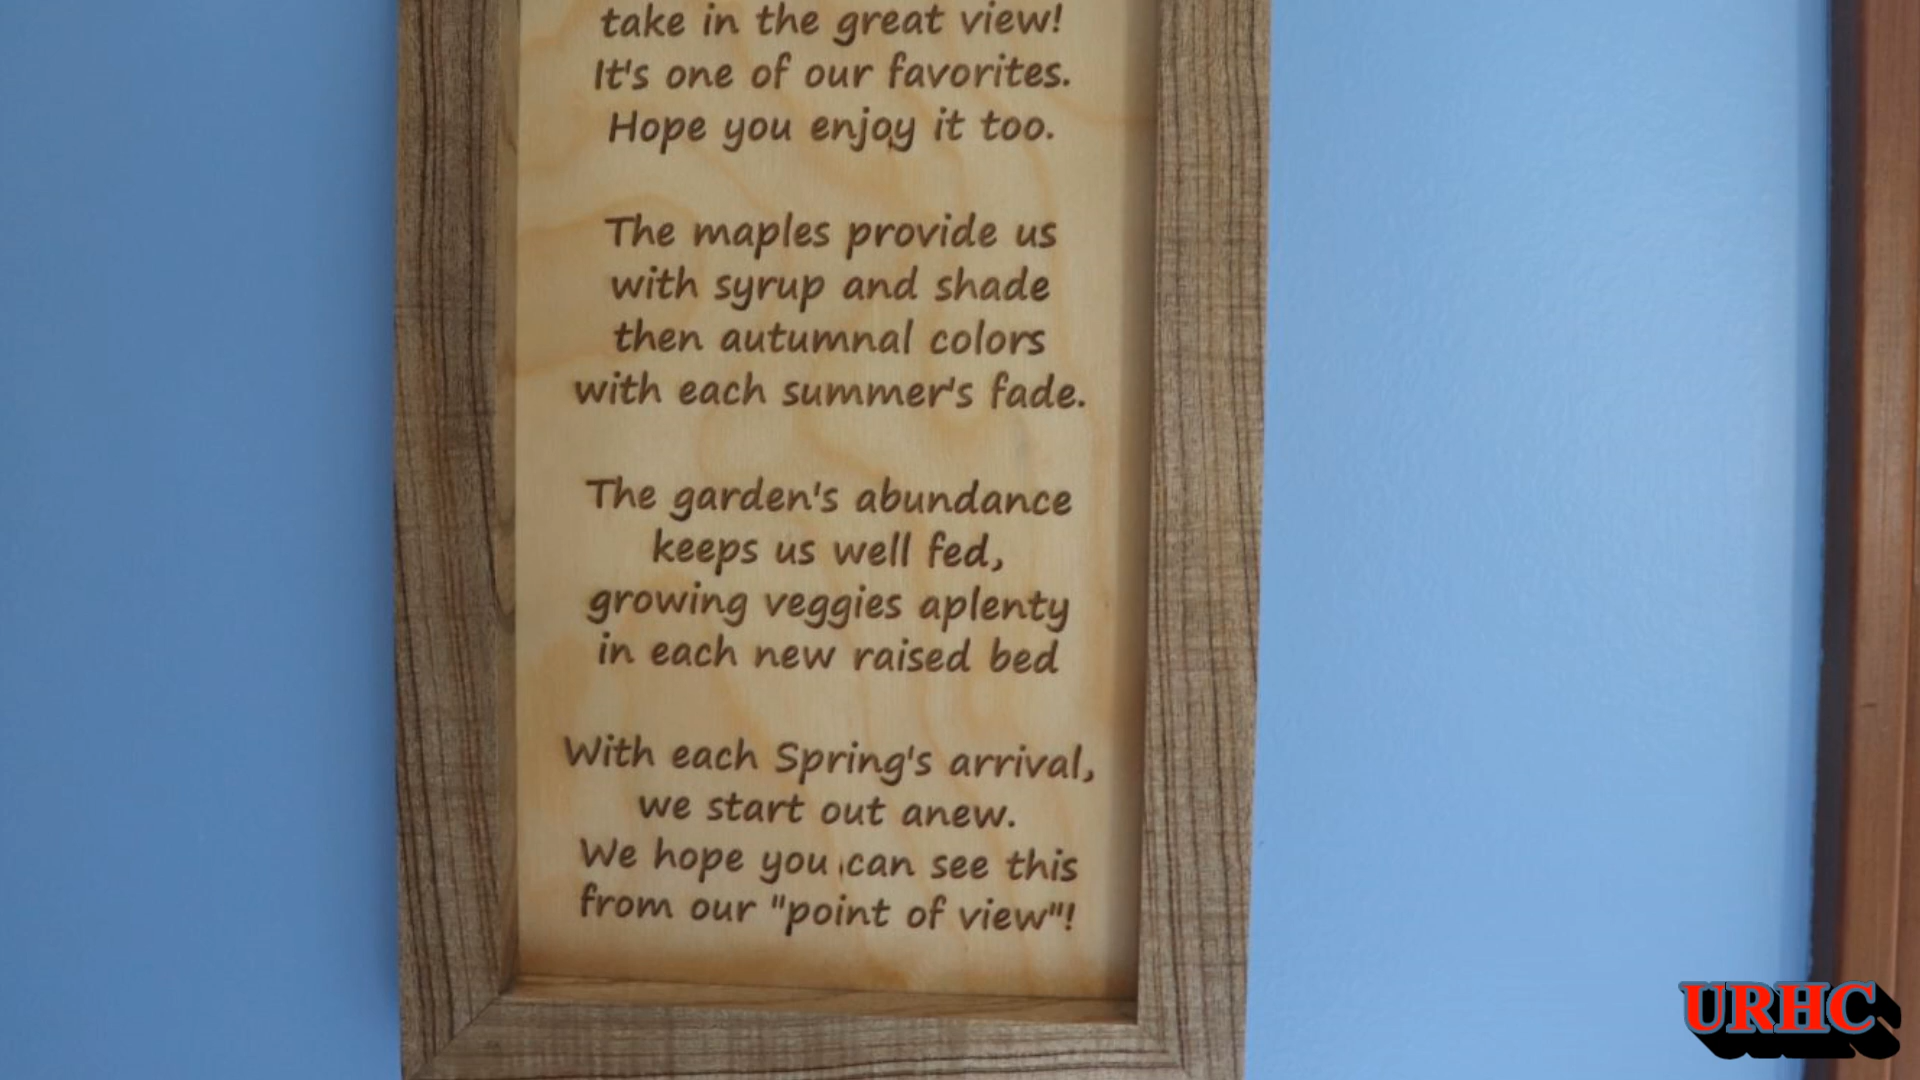 take in the great view!
It's one of our favorites.
Hope you enjoy it too.
The maples provide us
with syrup and shade
then autumnal colors
with each summer's fade.
The garden's abundance
keeps us well fed,
growing veggies aplenty
in each new raised bed
With each Spring's arrival,
we start out anew.
We hope you can see this
from our "point of view"!
URHC